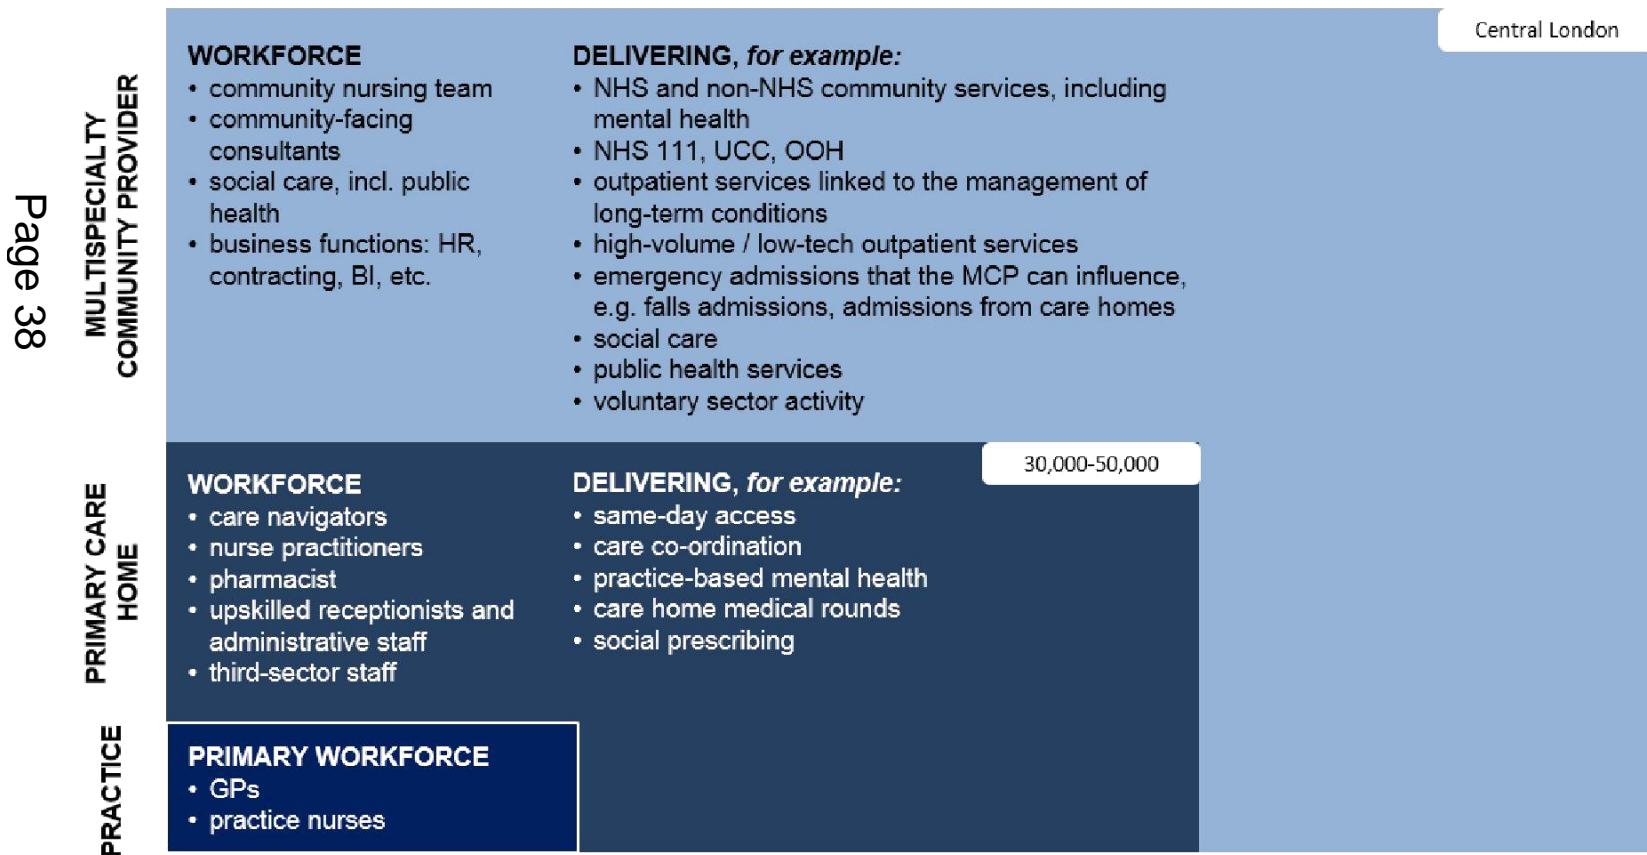 Page 38
Central London
MULTISPECIALTY
COMMUNITY PROVIDER
WORKFORCE
• community nursing team
• community-facing
consultants
• social care, incl. public
health
• business functions: HR,
contracting, BI, etc.
DELIVERING, for example:
• NHS and non-NHS community services, including
mental health
• NHS 111, UCC, OOH
• outpatient services linked to the management of
long-term conditions
• high-volume / low-tech outpatient services
• emergency admissions that the MCP can influence,
e.g. falls admissions, admissions from care homes
• social care
• public health services
• voluntary sector activity
30,000-50,000
PRIMARY CARE
HOME
WORKFORCE
• care navigators
• nurse practitioners
• pharmacist
• upskilled receptionists and
administrative staff
• third-sector staff
DELIVERING, for example:
• same-day access
• care co-ordination
• practice-based mental health
• care home medical rounds
• social prescribing
PRACTICE
PRIMARY WORKFORCE
• GPs
• practice nurses